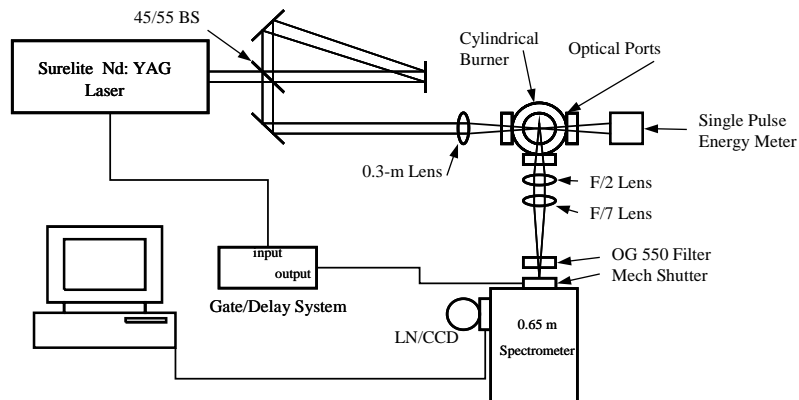 45/55 BS
Surelite Nd: YAG
Laser
Cylindrical
Burner
Optical Ports
Single Pulse
Energy Meter
0.3-m Lens
F/2 Lens
F/7 Lens
input
output
Gate/Delay System
OG 550 Filter
Mech Shutter
LN/CCD
0.65 m
Spectrometer